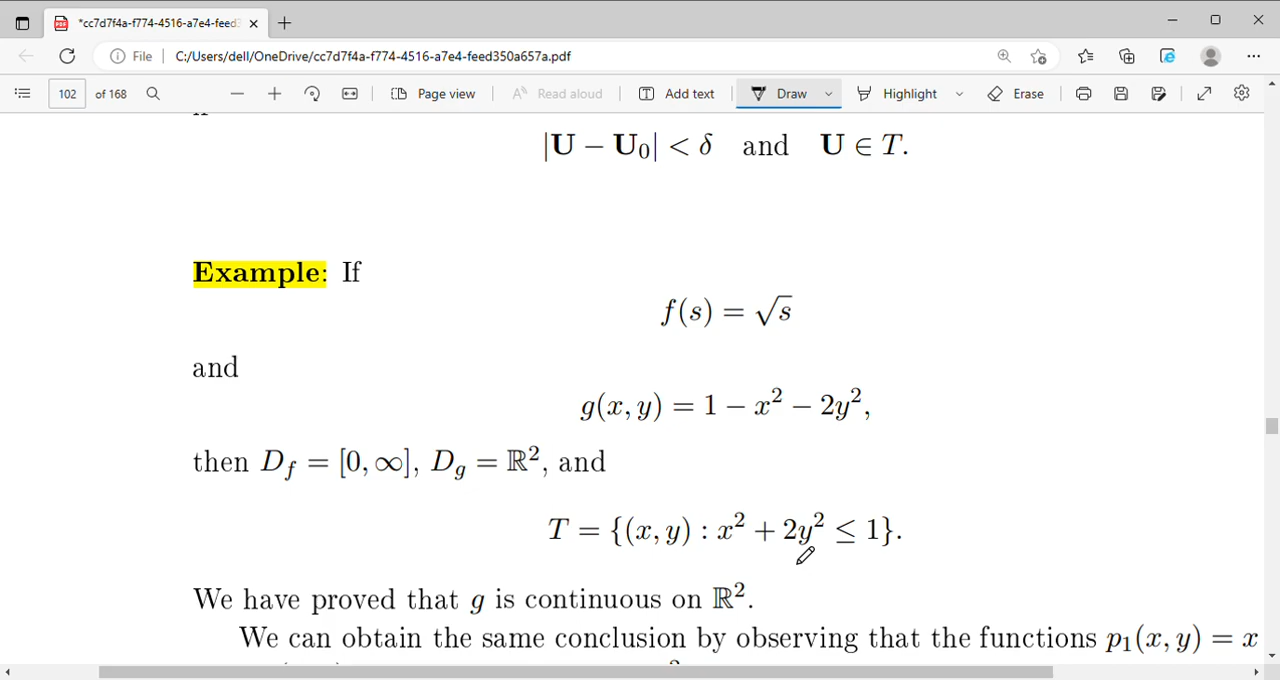 *cc7d7f4a-f774-4516-a7e4-feed
File C:/Users/dell/OneDrive/cc7d7f4a-f774-4516-a7e4-feed350a657a.pdf
102 of 168 Page view Read aloud Add text Draw Highlight Erase
|U − U₀| < δ and U ∈ T.
Example: If
f(s) = √s
and
g(x, y) = 1 − x² − 2y²,
then D_f = [0, ∞], D_g = ℝ², and
T = {(x, y) : x² + 2y² ≤ 1}.
We have proved that g is continuous on ℝ².
We can obtain the same conclusion by observing that the functions p₁(x, y) = x